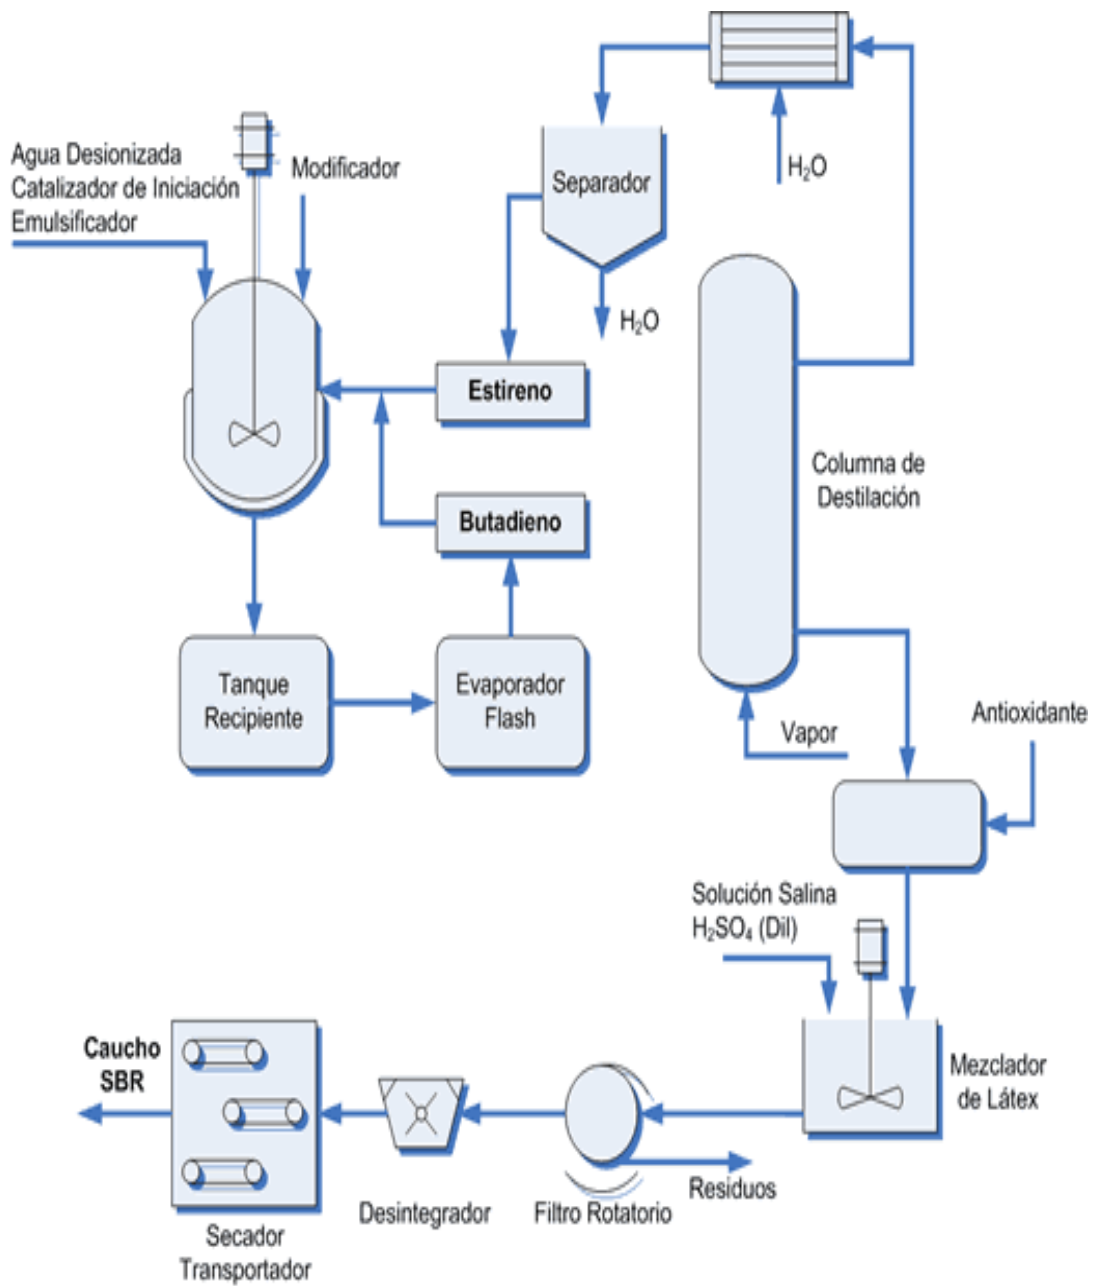 Agua Desionizada
Catalizador de Iniciación
Emulsificador
Modificador
Separador
H₂O
H₂O
Estireno
Butadieno
Columna de
Destilación
Tanque
Recipiente
Evaporador
Flash
Vapor
Antioxidante
Solución Salina
H₂SO₄ (Dil)
Mezclador
de Látex
Caucho
SBR
Residuos
Filtro Rotatorio
Desintegrador
Secador
Transportador